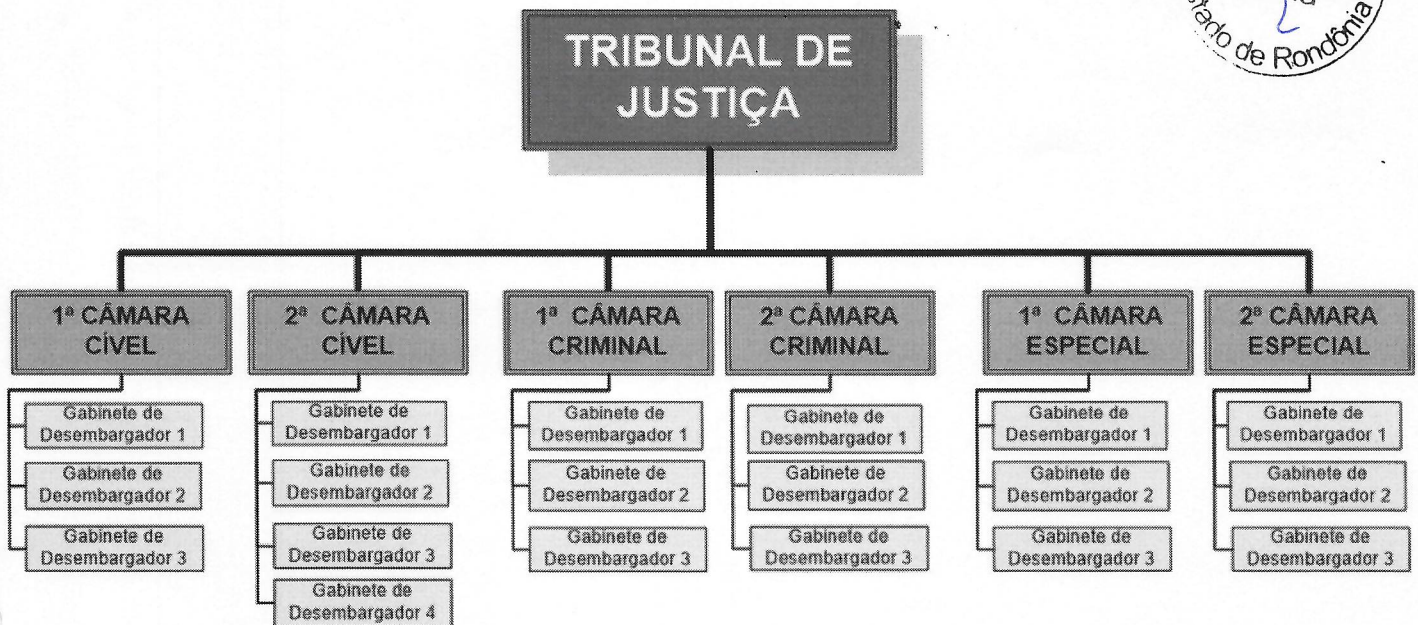 TRIBUNAL DE
JUSTIÇA
stado de Rondônia
1ª CÂMARA
CÍVEL
Gabinete de
Desembargador 1
Gabinete de
Desembargador 2
Gabinete de
Desembargador 3
2ª CÂMARA
CÍVEL
Gabinete de
Desembargador 1
Gabinete de
Desembargador 2
Gabinete de
Desembargador 3
Gabinete de
Desembargador 4
1ª CÂMARA
CRIMINAL
Gabinete de
Desembargador 1
Gabinete de
Desembargador 2
Gabinete de
Desembargador 3
2ª CÂMARA
CRIMINAL
Gabinete de
Desembargador 1
Gabinete de
Desembargador 2
Gabinete de
Desembargador 3
1ª CÂMARA
ESPECIAL
Gabinete de
Desembargador 1
Gabinete de
Desembargador 2
Gabinete de
Desembargador 3
2ª CÂMARA
ESPECIAL
Gabinete de
Desembargador 1
Gabinete de
Desembargador 2
Gabinete de
Desembargador 3